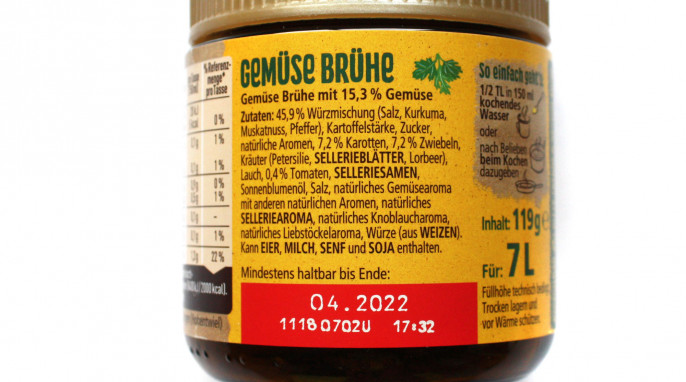 % Referenz-
menge*
pro Tasse
0 %
1 %
1 %
0 %
1 %
-
1 %
22 %
GEMÜSE BRÜHE
Gemüse Brühe mit 15,3 % Gemüse
Zutaten: 45,9 % Würzmischung (Salz, Kurkuma,
Muskatnuss, Pfeffer), Kartoffelstärke, Zucker,
natürliche Aromen, 7,2 % Karotten, 7,2 % Zwiebeln,
Kräuter (Petersilie, SELLERIEBLÄTTER, Lorbeer),
Lauch, 0,4 % Tomaten, SELLERIESAMEN,
Sonnenblumenöl, Salz, natürliches Gemüsearoma
mit anderen natürlichen Aromen, natürliches
SELLERIEAROMA, natürliches Knoblaucharoma,
natürliches Liebstöckelaroma, Würze (aus WEIZEN).
Kann EIER, MILCH, SENF und SOJA enthalten.
Mindestens haltbar bis Ende:
04.2022
11180702U 17:32
So einfach geht's:
1/2 TL in 150 ml
kochendes
Wasser
oder
nach Belieben
beim Kochen
dazugeben
Inhalt: 119g
Für: 7L
Füllhöhe technisch
Trocken lagern und
vor Wärme schützen.